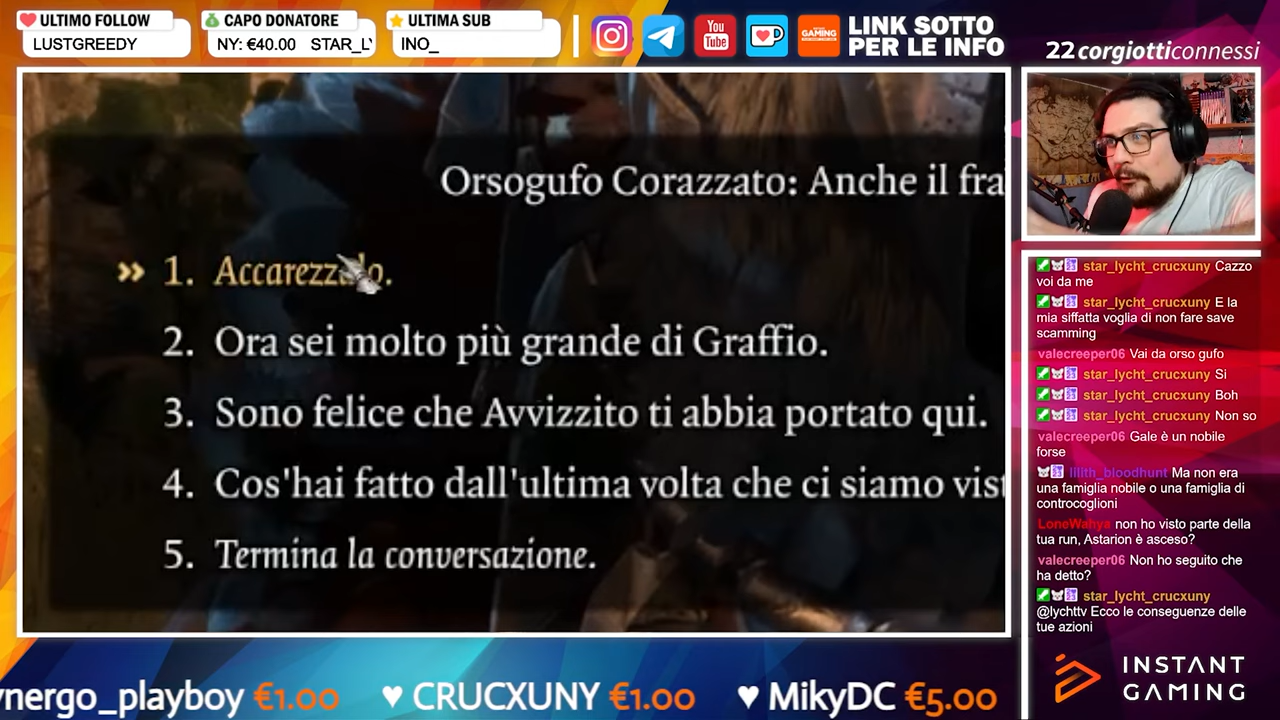 ULTIMO FOLLOW
LUSTGREEDY
CAPO DONATORE
NY: €40.00 STAR_LY
ULTIMA SUB
INO_
You
Tube
GAMING
LINK SOTTO
PER LE INFO
22corgiotticonnessi
Orsogufo Corazzato: Anche il fra
» 1. Accarezzalo.
2. Ora sei molto più grande di Graffio.
3. Sono felice che Avvizzito ti abbia portato qui.
4. Cos'hai fatto dall'ultima volta che ci siamo vist
5. Termina la conversazione.
star_lycht_crucxuny Cazzo
voi da me
star_lycht_crucxuny E la
mia siffatta voglia di non fare save
scamming
valecreeper06 Vai da orso gufo
star_lycht_crucxuny Si
star_lycht_crucxuny Boh
star_lycht_crucxuny Non so
valecreeper06 Gale è un nobile
forse
lilith_bloodhunt Ma non era
una famiglia nobile o una famiglia di
controcoglioni
LoneWahya non ho visto parte della
tua run, Astarion è asceso?
valecreeper06 Non ho seguito che
ha detto?
star_lycht_crucxuny
@lychttv Ecco le conseguenze delle
tue azioni
INSTANT
GAMING
ynergo_playboy €1.00 ♥ CRUCXUNY €1.00 ♥ MikyDC €5.00